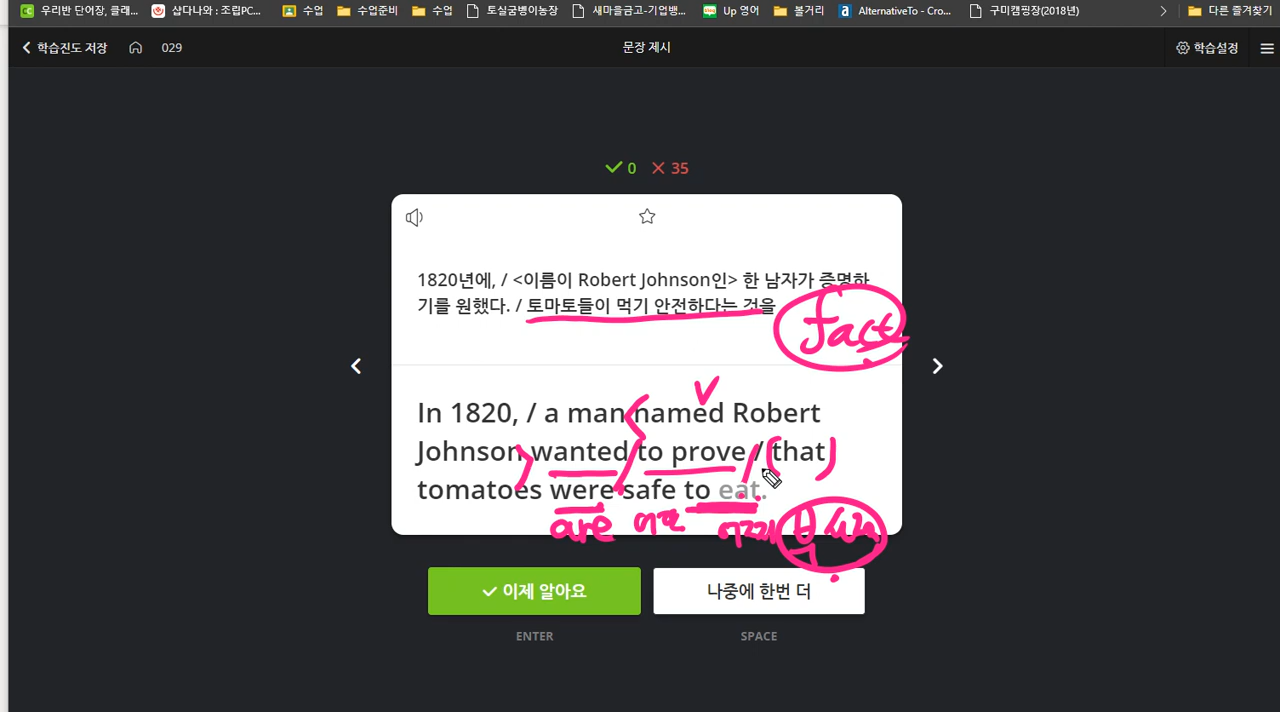 우리반 단어장, 클래... 샵다나와 : 조립PC... 수업 수업준비 수업 토실굼벵이농장 새마을금고-기업뱅... Up 영어 볼거리 AlternativeTo - Cro... 구미캠핑장(2018년) 다른 즐겨찾기
학습진도 저장 029 문장 제시 학습설정
0 35
1820년에, / <이름이 Robert Johnson인> 한 남자가 증명하
기를 원했다. / 토마토들이 먹기 안전하다는 것을
fact
In 1820, / a man named Robert
Johnson wanted to prove / (that)
tomatoes were safe to eat.
are
이제 알아요 나중에 한번 더
ENTER SPACE